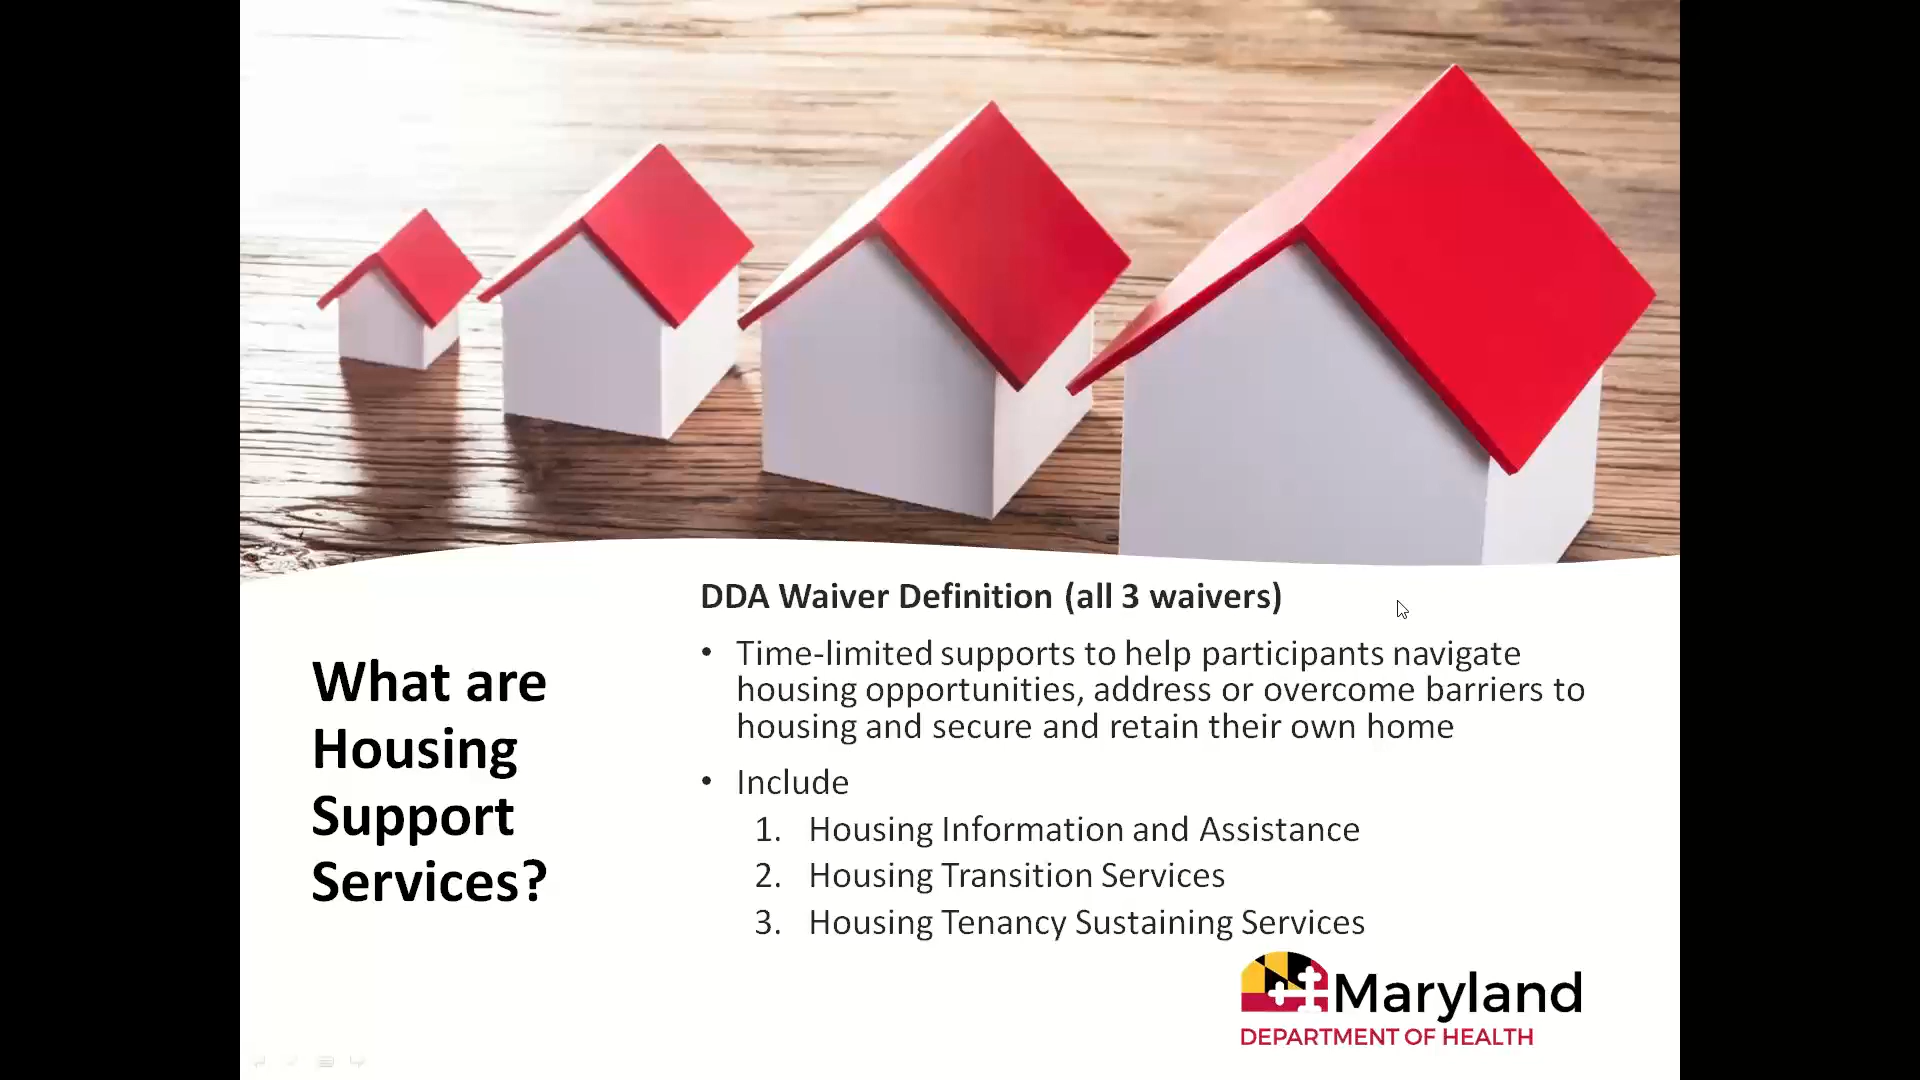 What are
Housing
Support
Services?
DDA Waiver Definition (all 3 waivers)
• Time-limited supports to help participants navigate
housing opportunities, address or overcome barriers to
housing and secure and retain their own home
• Include
1. Housing Information and Assistance
2. Housing Transition Services
3. Housing Tenancy Sustaining Services
Maryland
DEPARTMENT OF HEALTH